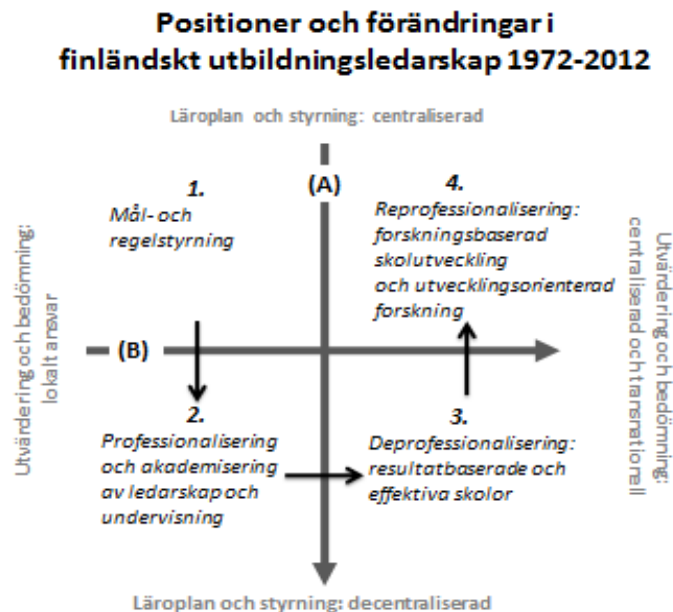 Positioner och förändringar i
finländskt utbildningsledarskap 1972-2012
Läroplan och styrning: centraliserad
(A)
1.
Mål- och
regelstyrning
4.
Reprofessionalisering:
forskningsbaserad
skolutveckling
och utvecklingsorienterad
forskning
Utvärdering och bedömning:
lokalt ansvar
(B)
Utvärdering och bedömning:
centraliserad och transnationell
2.
Professionalisering
och akademisering
av ledarskap och
undervisning
3.
Deprofessionalisering:
resultatbaserade och
effektiva skolor
Läroplan och styrning: decentraliserad